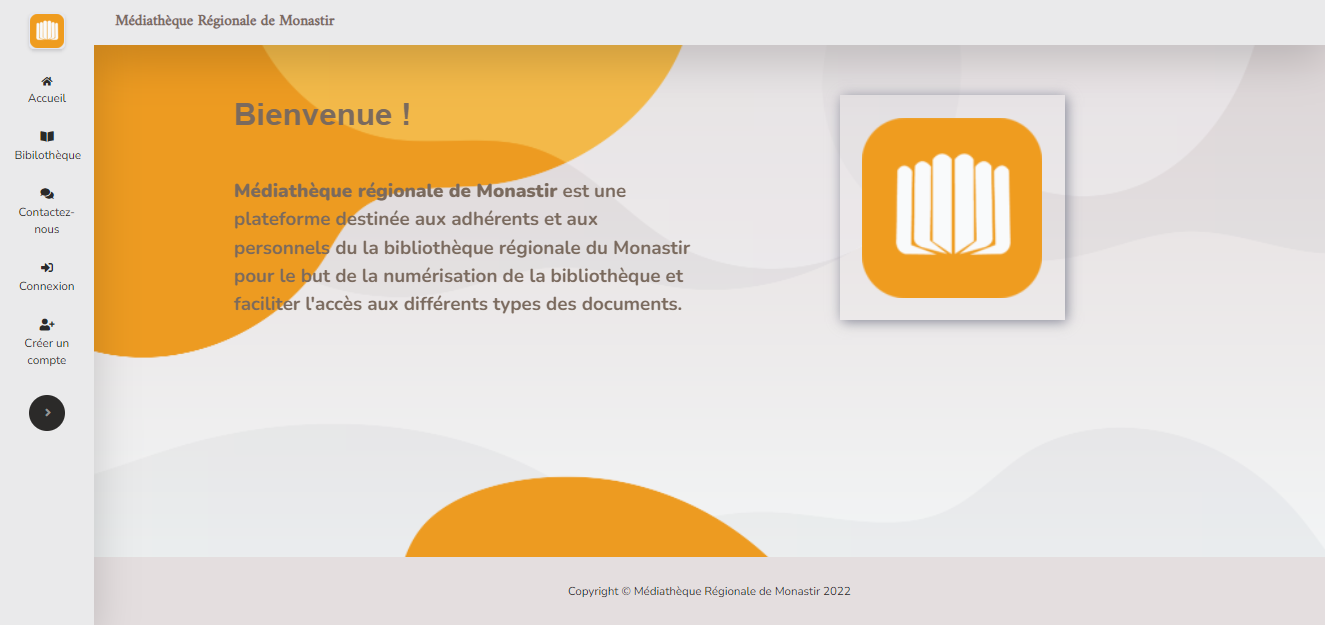 Médiathèque Régionale de Monastir
Accueil
Bibilothèque
Contactez-
nous
Connexion
Créer un
compte
Bienvenue !
Médiathèque régionale de Monastir est une
plateforme destinée aux adhérents et aux
personnels du la bibliothèque régionale du Monastir
pour le but de la numérisation de la bibliothèque et
faciliter l'accès aux différents types des documents.
Copyright © Médiathèque Régionale de Monastir 2022